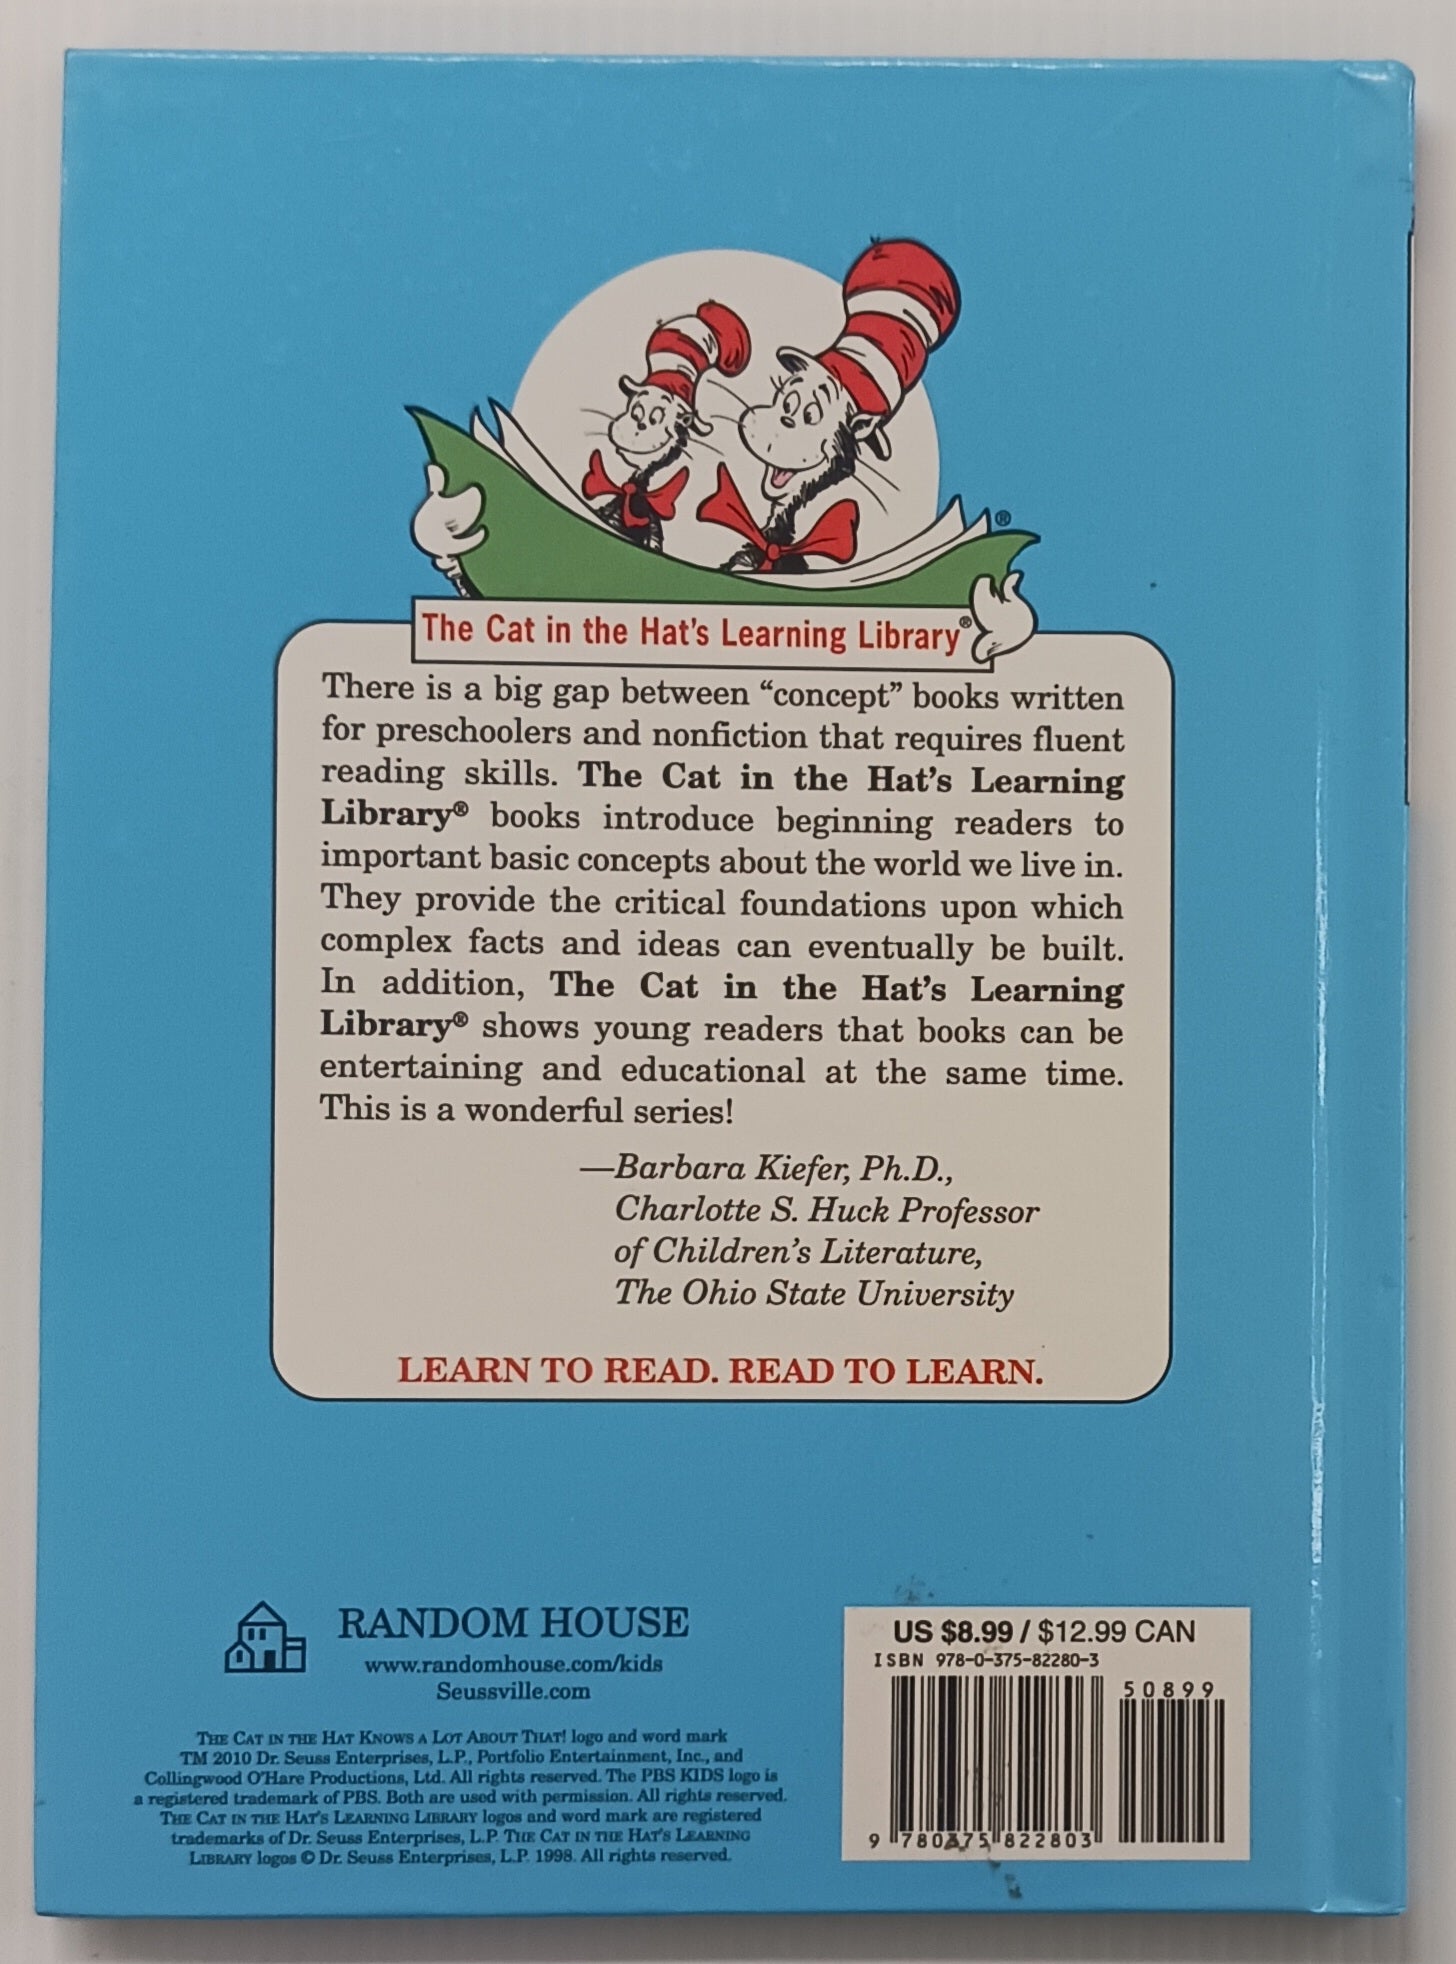 ®
The Cat in the Hat's Learning Library®
There is a big gap between “concept” books written
for preschoolers and nonfiction that requires fluent
reading skills. The Cat in the Hat's Learning
Library® books introduce beginning readers to
important basic concepts about the world we live in.
They provide the critical foundations upon which
complex facts and ideas can eventually be built.
In addition, The Cat in the Hat's Learning
Library® shows young readers that books can be
entertaining and educational at the same time.
This is a wonderful series!
—Barbara Kiefer, Ph.D.,
Charlotte S. Huck Professor
of Children's Literature,
The Ohio State University
LEARN TO READ. READ TO LEARN.
RANDOM HOUSE
www.randomhouse.com/kids
Seussville.com
THE CAT IN THE HAT KNOWS A LOT ABOUT THAT! logo and word mark
TM 2010 Dr. Seuss Enterprises, L.P., Portfolio Entertainment, Inc., and
Collingwood O'Hare Productions, Ltd. All rights reserved. The PBS KIDS logo is
a registered trademark of PBS. Both are used with permission. All rights reserved.
THE CAT IN THE HAT'S LEARNING LIBRARY logos and word mark are registered
trademarks of Dr. Seuss Enterprises, L.P. THE CAT IN THE HAT'S LEARNING
LIBRARY logos © Dr. Seuss Enterprises, L.P. 1998. All rights reserved.
US $8.99 / $12.99 CAN
ISBN 978-0-375-82280-3
50899
9 780375 822803